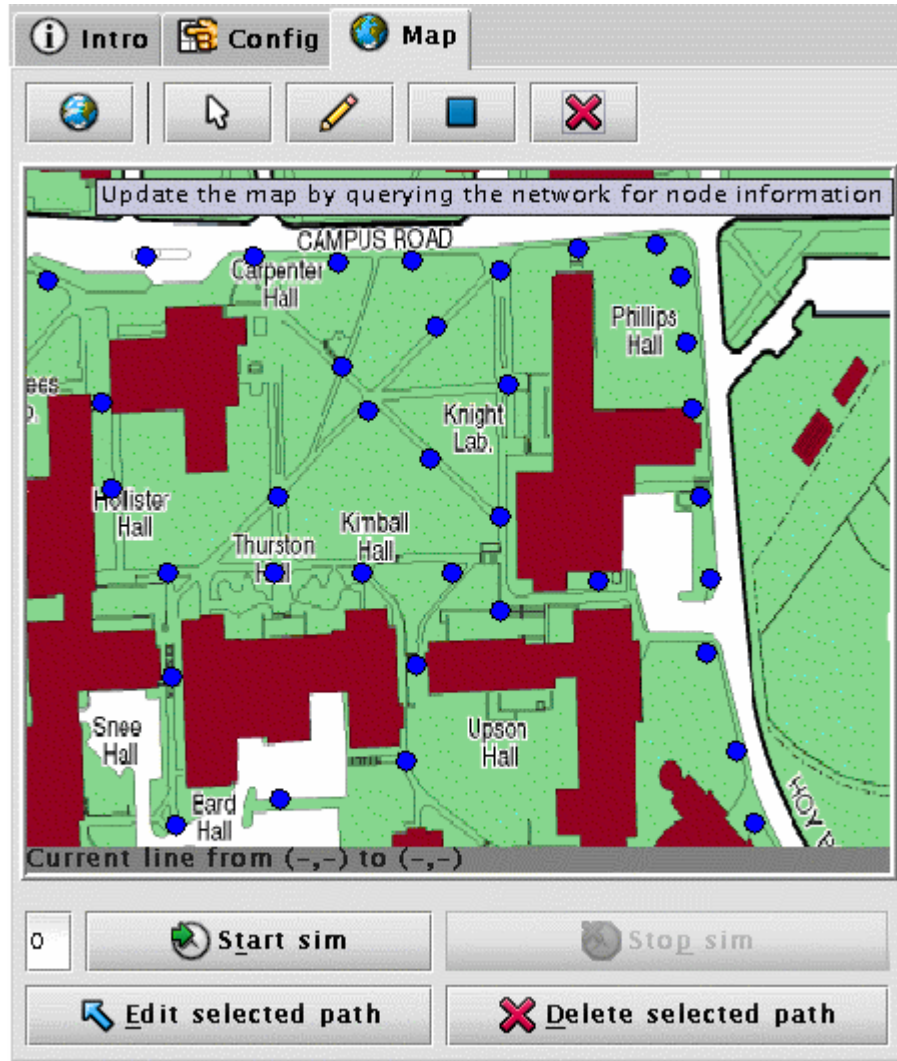 Intro
Config
Map
Update the map by querying the network for node information
CAMPUS ROAD
Carpenter
Hall
Phillips
Hall
ees
Knight
Lab.
Hollister
Hall
Kimball
Hall
Thurston
Hall
Snee
Hall
Upson
Hall
Bard
Hall
HOY
Current line from (-,-) to (-,-)
0
Start sim
Stop sim
Edit selected path
Delete selected path